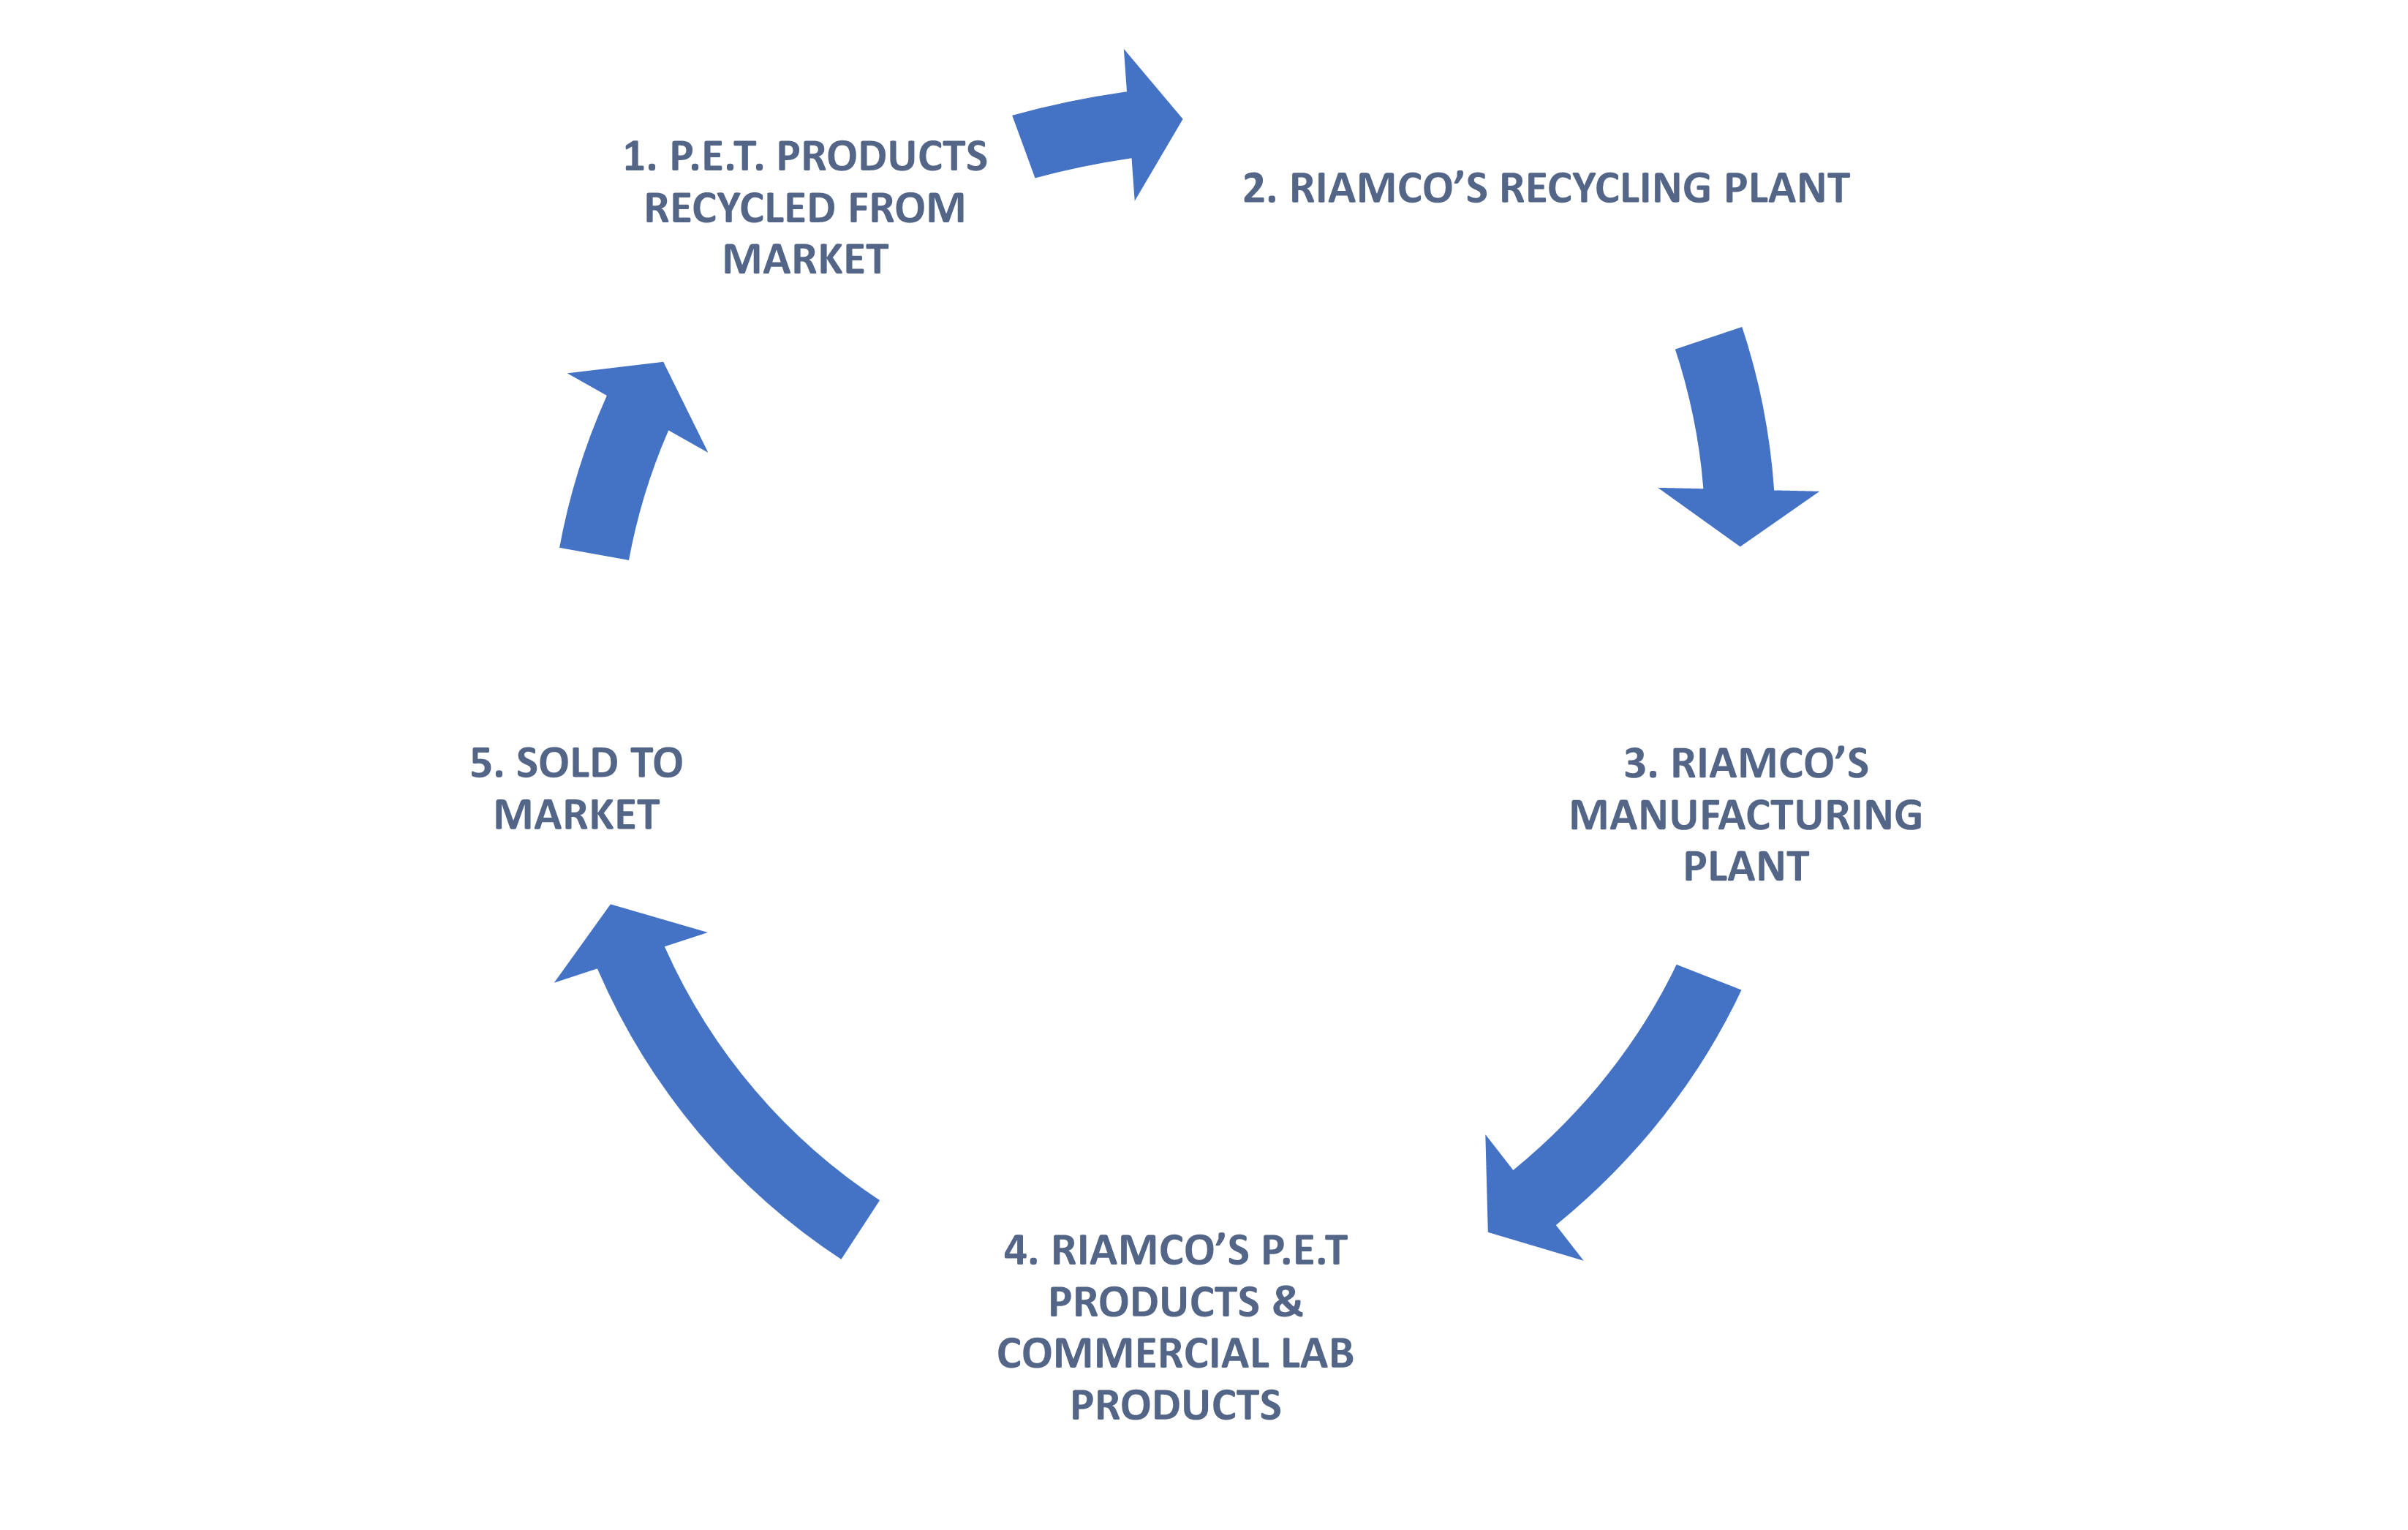 1. P.E.T. PRODUCTS
RECYCLED FROM
MARKET
2. RIAMCO’S RECYCLING PLANT
3. RIAMCO’S
MANUFACTURING
PLANT
4. RIAMCO’S P.E.T
PRODUCTS &
COMMERCIAL LAB
PRODUCTS
5. SOLD TO
MARKET